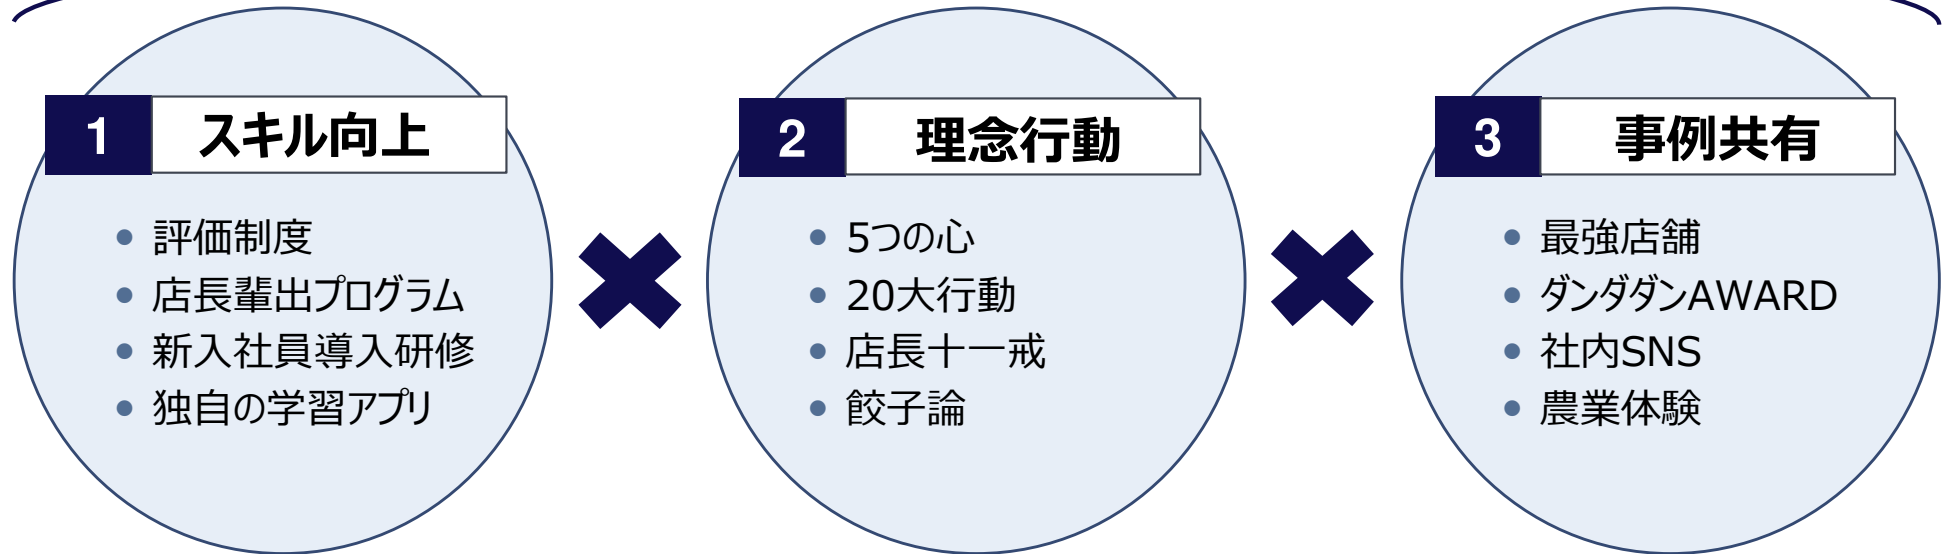 1 スキル向上
• 評価制度
• 店長輩出プログラム
• 新入社員導入研修
• 独自の学習アプリ
2 理念行動
• 5つの心
• 20大行動
• 店長十一戒
• 餃子論
3 事例共有
• 最強店舗
• ダンダダンAWARD
• 社内SNS
• 農業体験